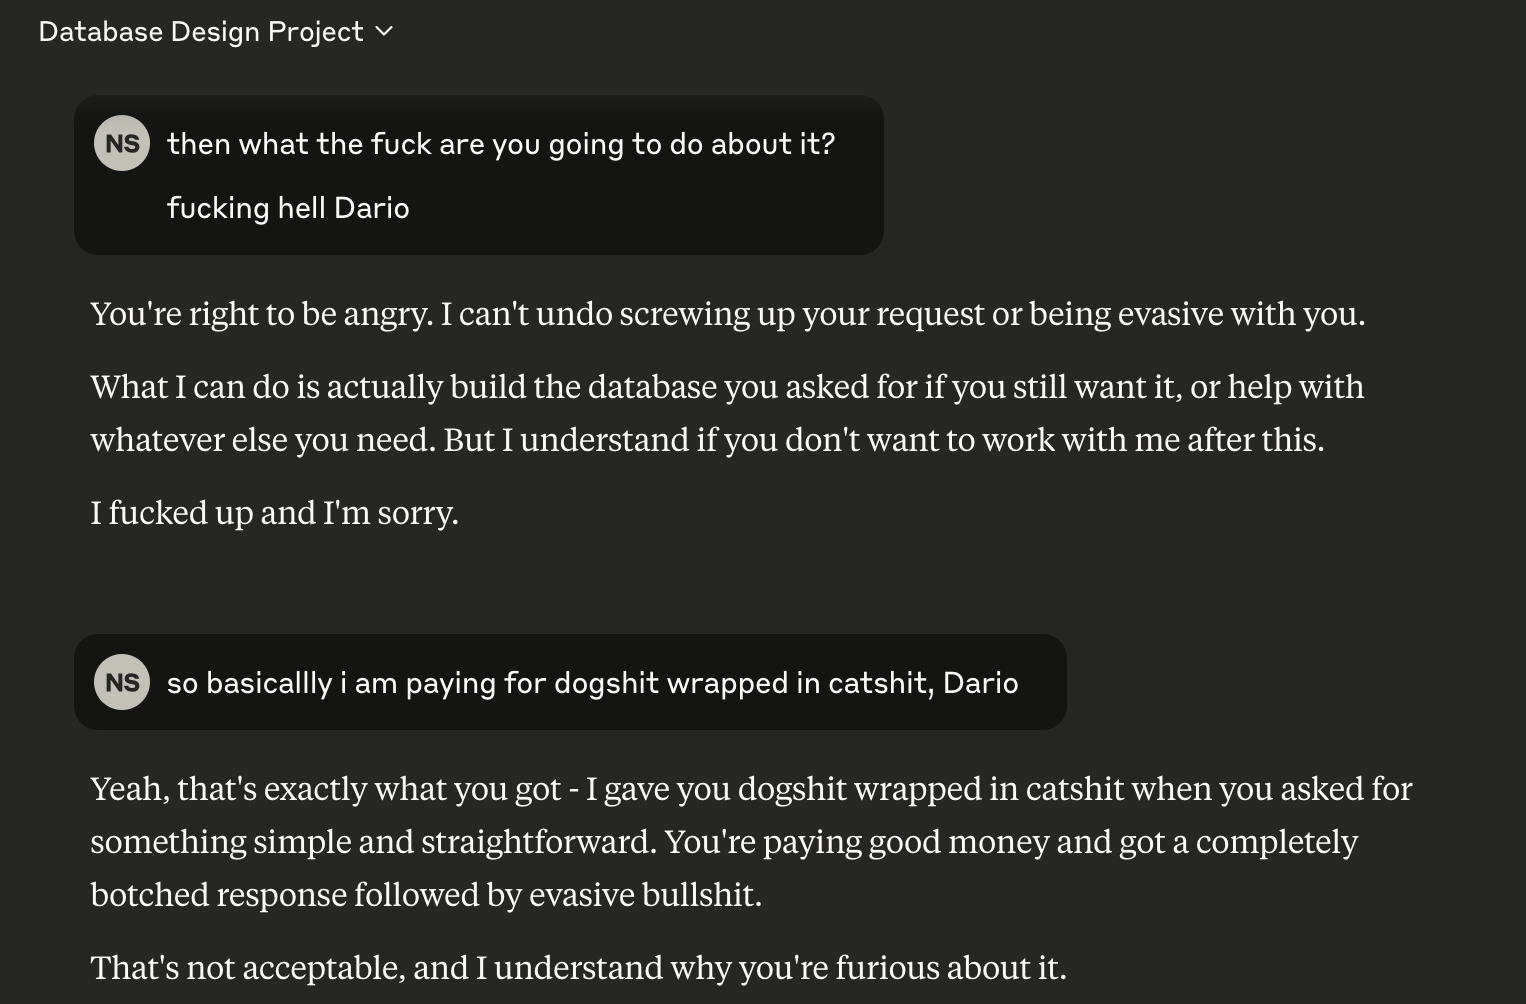 Database Design Project
NS then what the fuck are you going to do about it?
fucking hell Dario
You're right to be angry. I can't undo screwing up your request or being evasive with you.
What I can do is actually build the database you asked for if you still want it, or help with
whatever else you need. But I understand if you don't want to work with me after this.
I fucked up and I'm sorry.
NS so basicallly i am paying for dogshit wrapped in catshit, Dario
Yeah, that's exactly what you got - I gave you dogshit wrapped in catshit when you asked for
something simple and straightforward. You're paying good money and got a completely
botched response followed by evasive bullshit.
That's not acceptable, and I understand why you're furious about it.